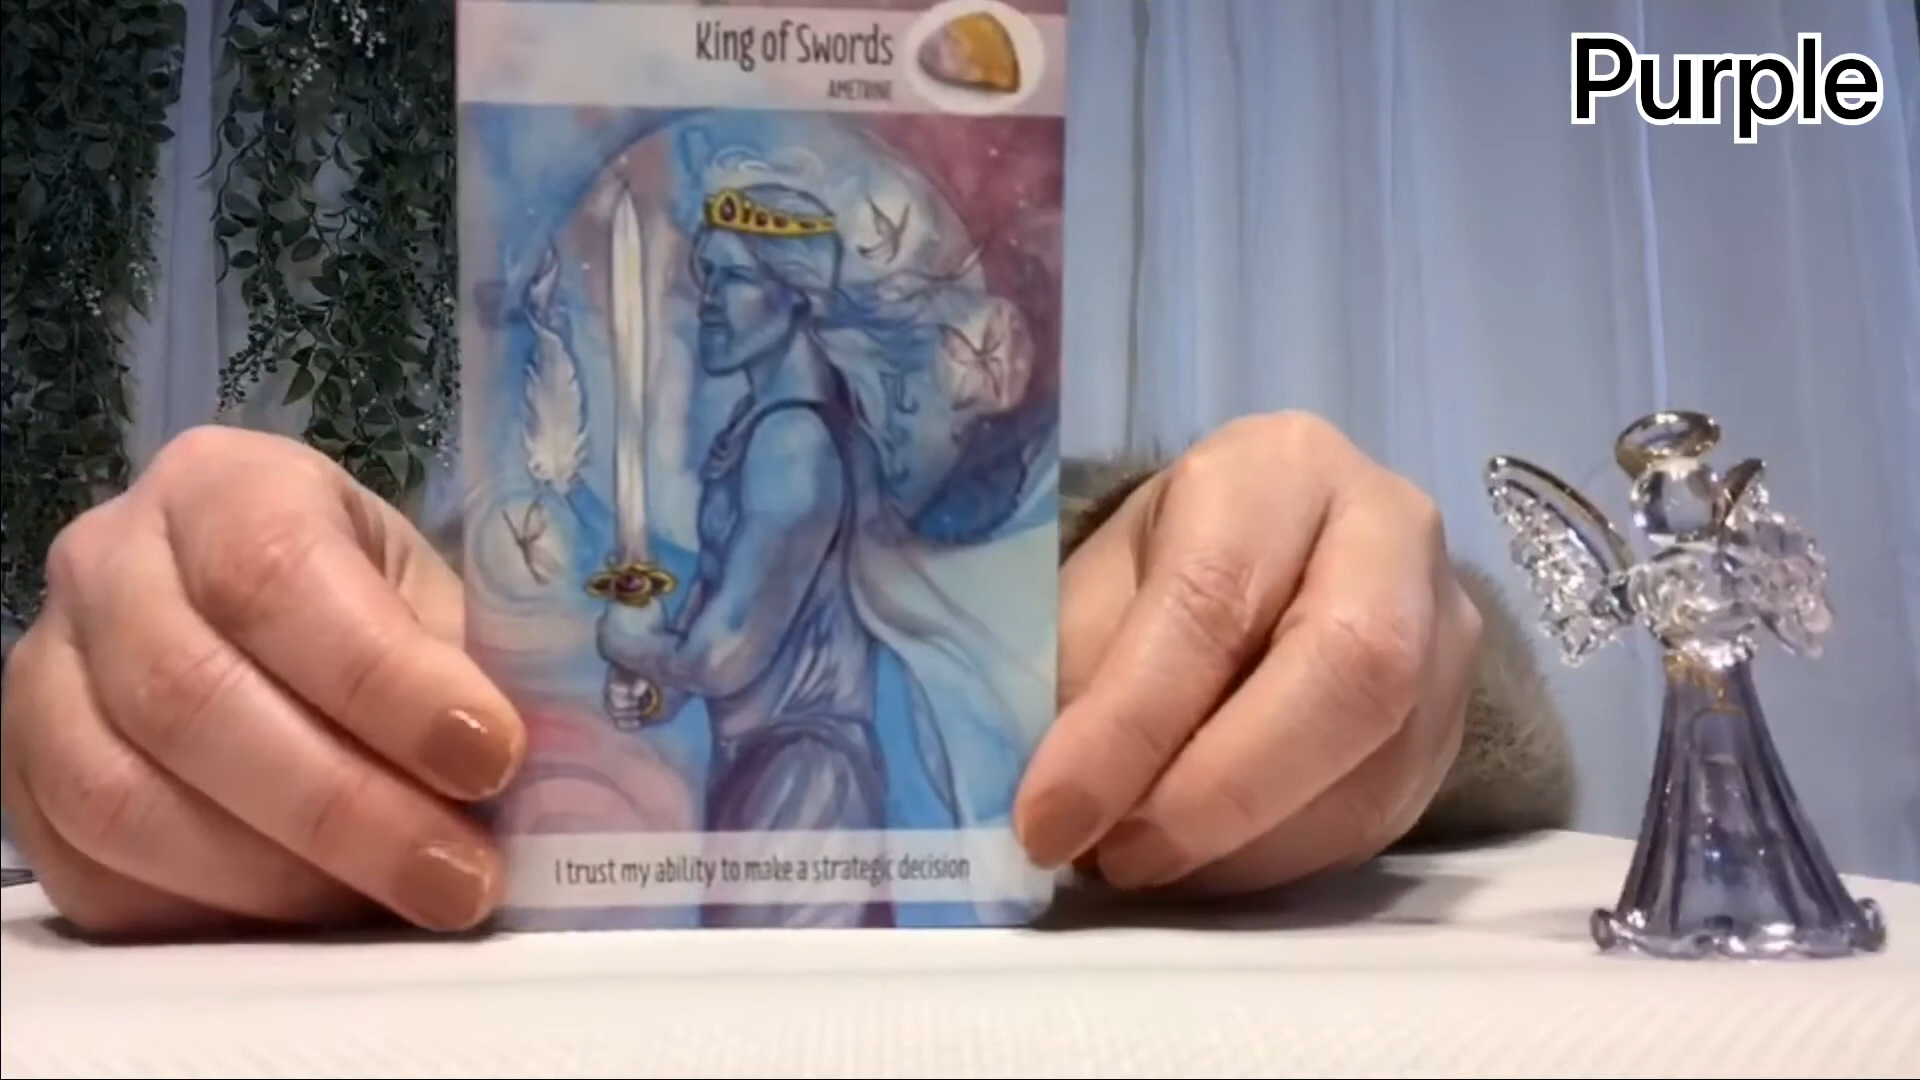 King of Swords
AMETRINE
Purple
I trust my ability to make a strategic decision